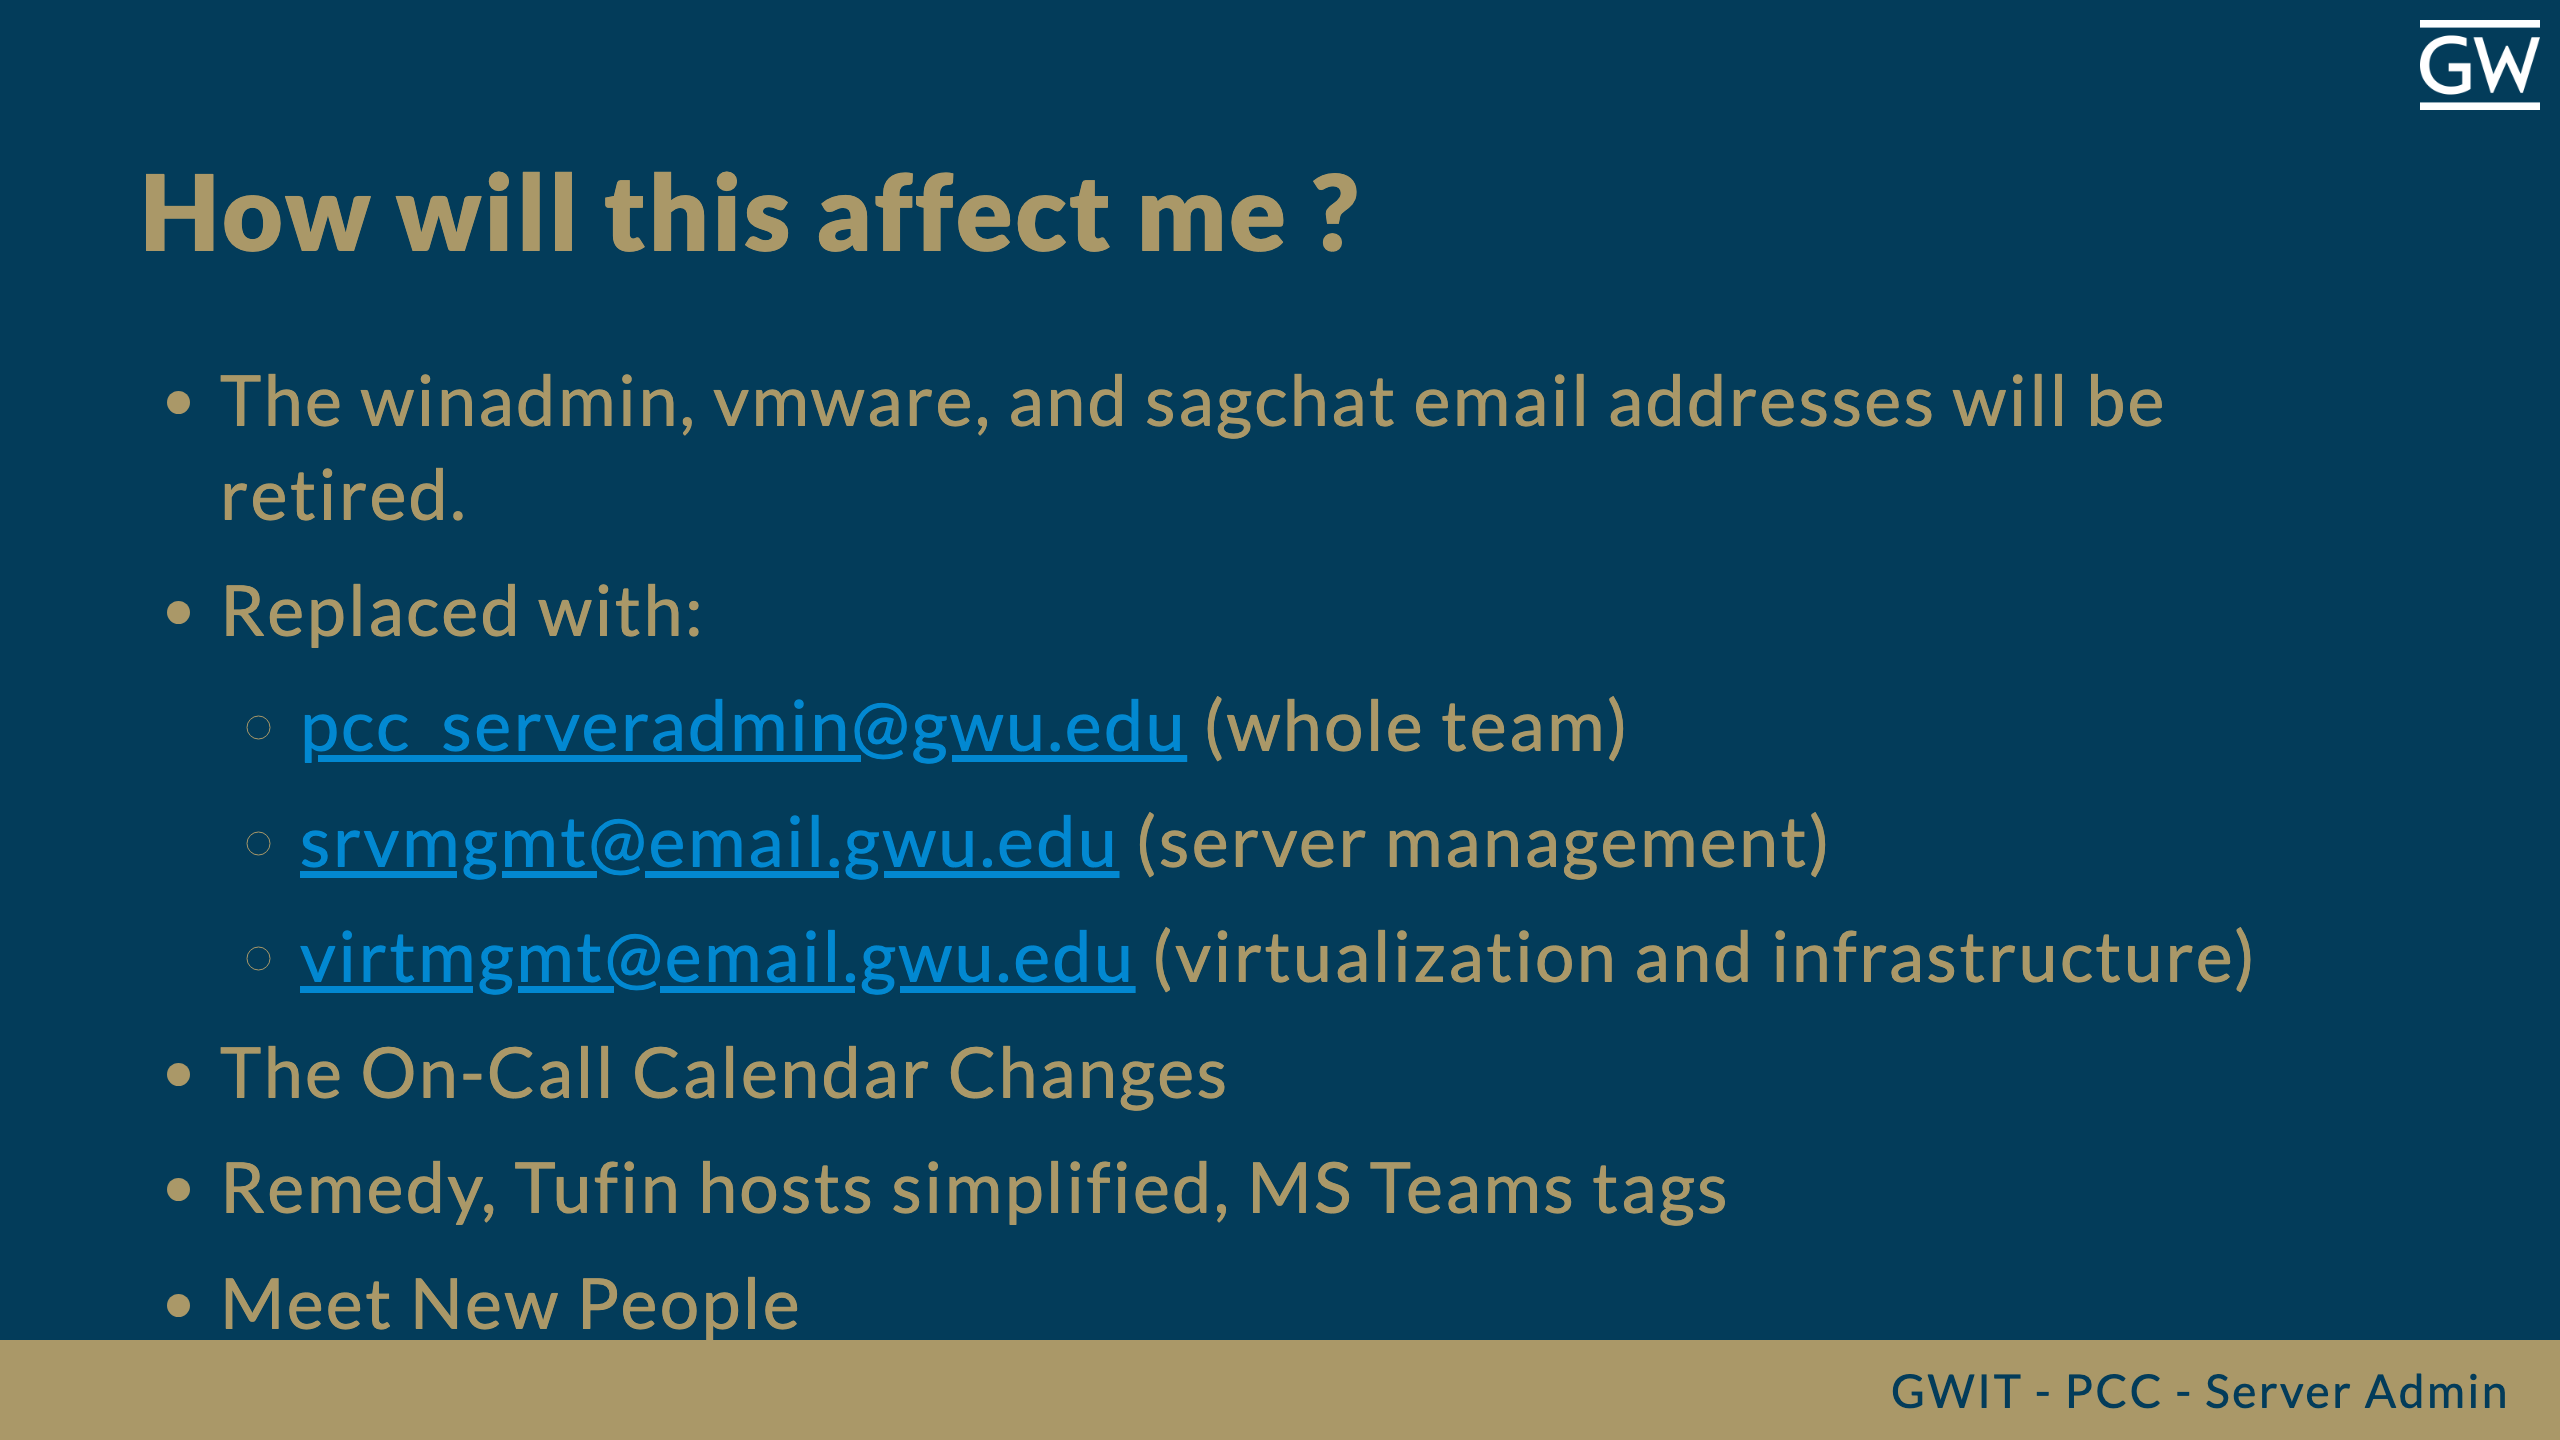 GW
How will this affect me ?
• The winadmin, vmware, and sagchat email addresses will be
retired.
• Replaced with:
○ pcc_serveradmin@gwu.edu (whole team)
○ srvmgmt@email.gwu.edu (server management)
○ virtmgmt@email.gwu.edu (virtualization and infrastructure)
• The On-Call Calendar Changes
• Remedy, Tufin hosts simplified, MS Teams tags
• Meet New People
GWIT - PCC - Server Admin